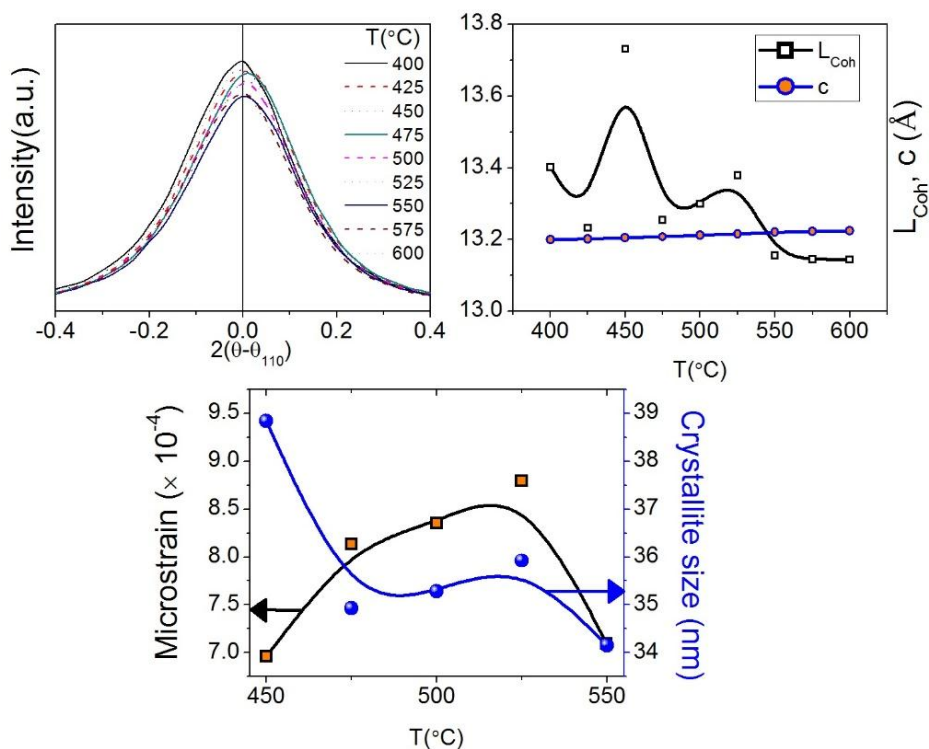 Intensity(a.u.)
T(°C)
400
425
450
475
500
525
550
575
600
-0.4 -0.2 0.0 0.2 0.4
2(θ-θ110)
13.8
13.6
13.4
13.2
13.0
LCoh
c
LCoh, c (Å)
400 450 500 550 600
T(°C)
Microstrain (× 10-4)
9.5
9.0
8.5
8.0
7.5
7.0
39
38
37
36
35
34
Crystallite size (nm)
450 500 550
T(°C)